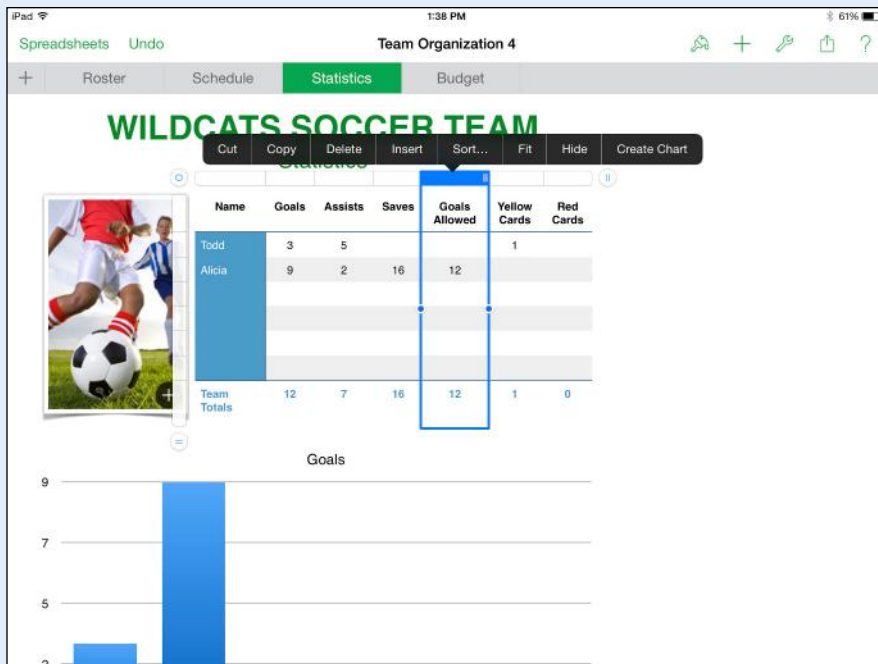 iPad 1:38 PM 61%
Spreadsheets Undo Team Organization 4 ?
+ Roster Schedule Statistics Budget
WILDCATS SOCCER TEAM
Cut Copy Delete Insert Sort... Fit Hide Create Chart
Statistics
Name Goals Assists Saves Goals Allowed Yellow Cards Red Cards
Todd 3 5 1
Alicia 9 2 16 12
Team Totals 12 7 16 12 1 0
Goals
9
7
5
3